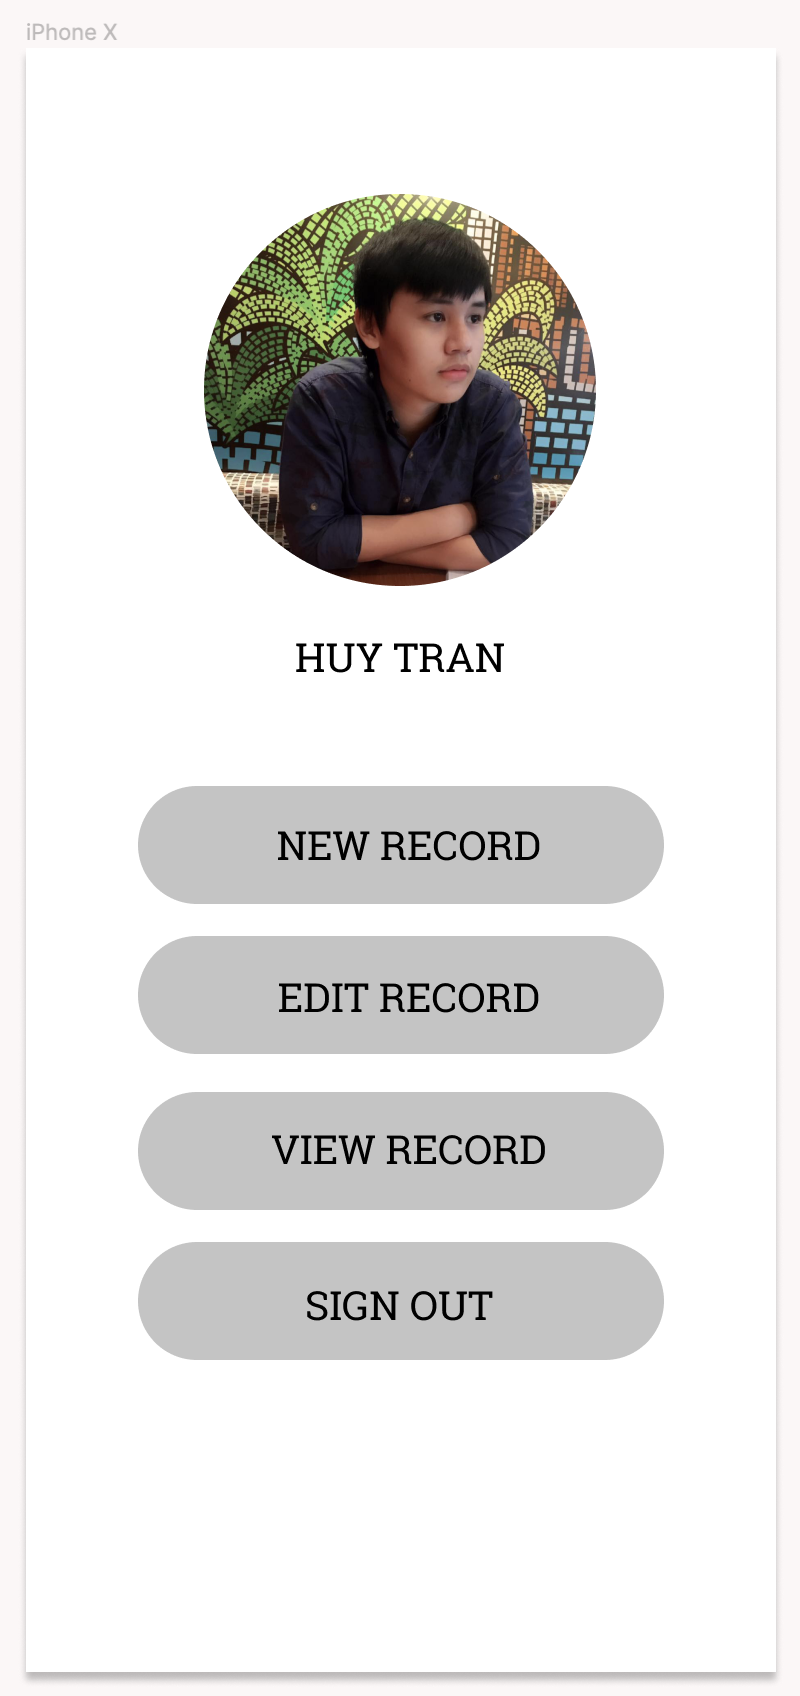 iPhone X
HUY TRAN
NEW RECORD
EDIT RECORD
VIEW RECORD
SIGN OUT